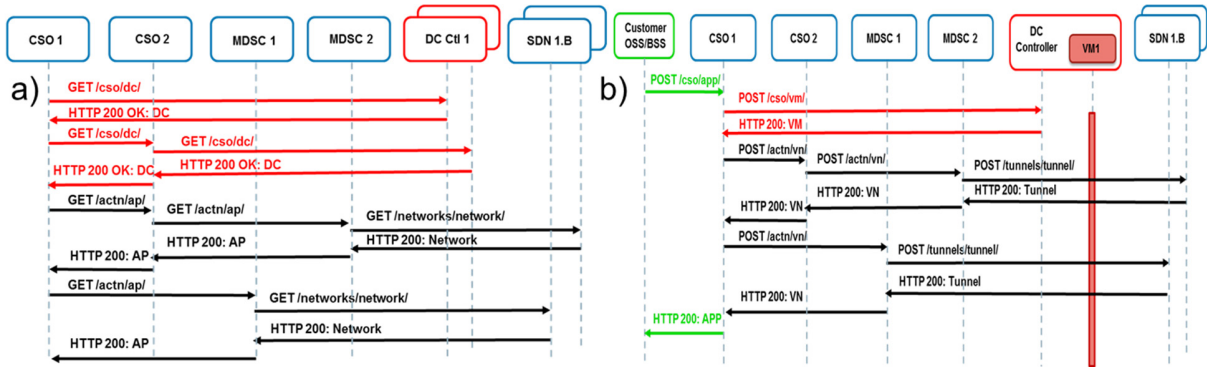 CSO 1
CSO 2
MDSC 1
MDSC 2
DC Ctl 1
SDN 1.B
a)
GET /cso/dc/
HTTP 200 OK: DC
GET /cso/dc/
GET /cso/dc/
HTTP 200 OK: DC
HTTP 200 OK: DC
GET /actn/ap/
GET /actn/ap/
GET /networks/network/
HTTP 200: Network
HTTP 200: AP
HTTP 200: AP
GET /actn/ap/
GET /networks/network/
HTTP 200: Network
HTTP 200: AP
Customer
OSS/BSS
CSO 1
CSO 2
MDSC 1
MDSC 2
DC
Controller
VM1
SDN 1.B
b)
POST /cso/app/
POST /cso/vm/
HTTP 200: VM
POST /actn/vn/
POST /actn/vn/
POST /tunnels/tunnel/
HTTP 200: Tunnel
HTTP 200: VN
HTTP 200: VN
POST /actn/vn/
POST /tunnels/tunnel/
HTTP 200: Tunnel
HTTP 200: VN
HTTP 200: APP